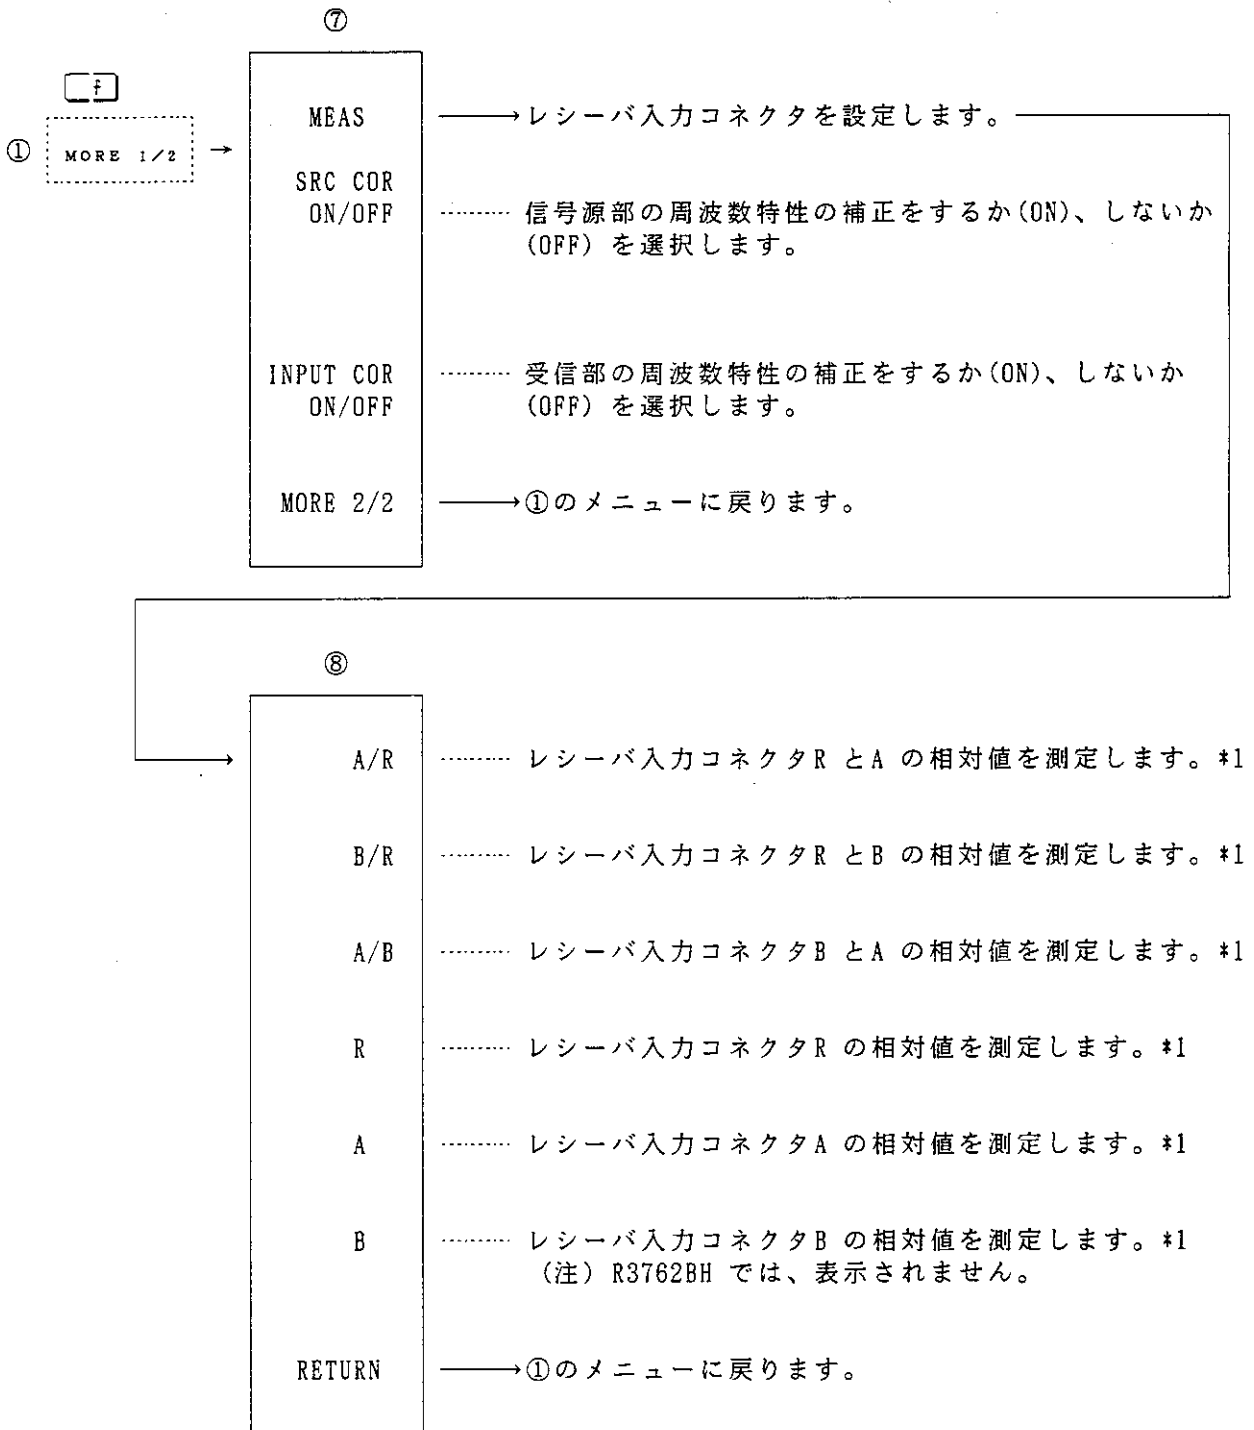 ⑦
f
① MORE 1/2 →
MEAS ───→レシーバ入力コネクタを設定します。
SRC COR
ON/OFF ……… 信号源部の周波数特性の補正をするか(ON)、しないか
(OFF) を選択します。
INPUT COR ……… 受信部の周波数特性の補正をするか(ON)、しないか
ON/OFF (OFF) を選択します。
MORE 2/2 ───→①のメニューに戻ります。
⑧
A/R ……… レシーバ入力コネクタR とA の相対値を測定します。*1
B/R ……… レシーバ入力コネクタR とB の相対値を測定します。*1
A/B ……… レシーバ入力コネクタB とA の相対値を測定します。*1
R ……… レシーバ入力コネクタR の相対値を測定します。*1
A ……… レシーバ入力コネクタA の相対値を測定します。*1
B ……… レシーバ入力コネクタB の相対値を測定します。*1
(注) R3762BH では、表示されません。
RETURN ───→①のメニューに戻ります。